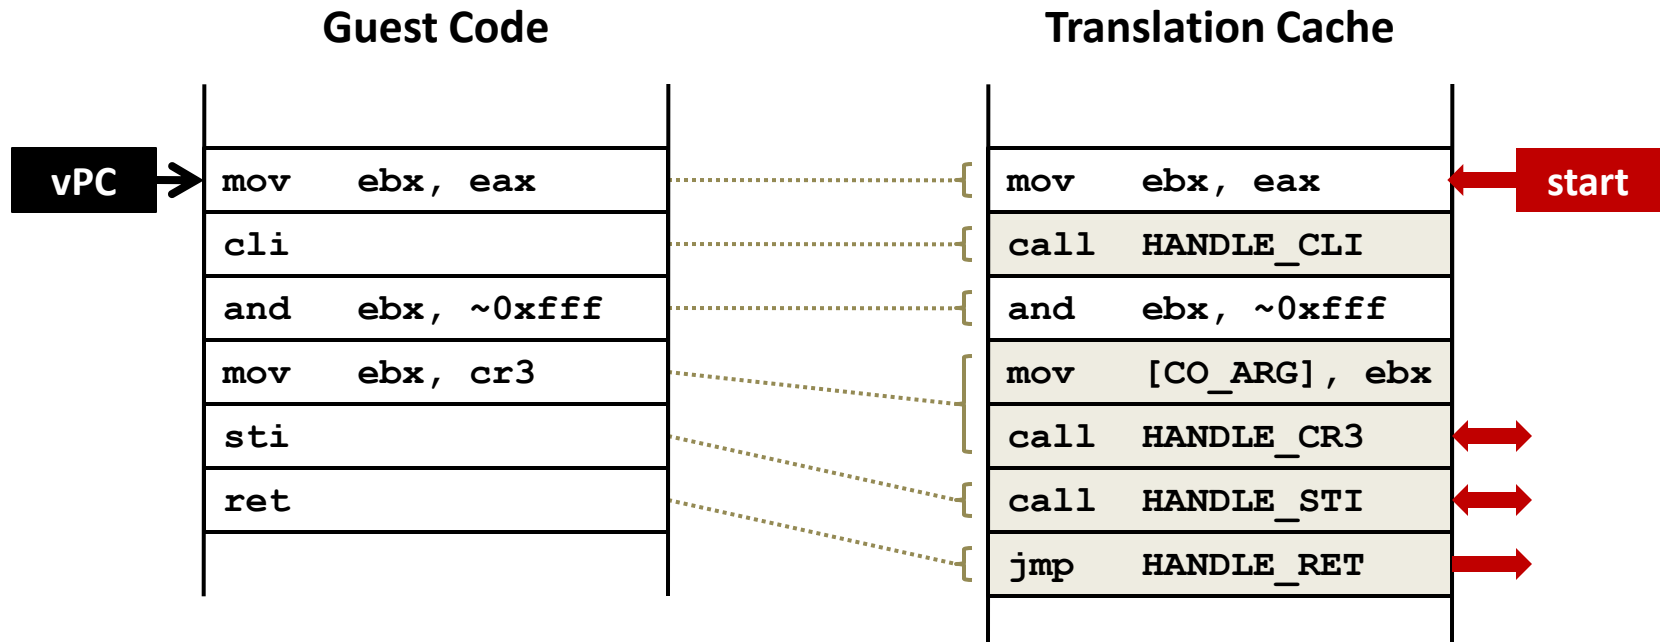 Guest Code
Translation Cache
vPC
mov ebx, eax
cli
and ebx, ~0xfff
mov ebx, cr3
sti
ret
mov ebx, eax
call HANDLE_CLI
and ebx, ~0xfff
mov [CO_ARG], ebx
call HANDLE_CR3
call HANDLE_STI
jmp HANDLE_RET
start